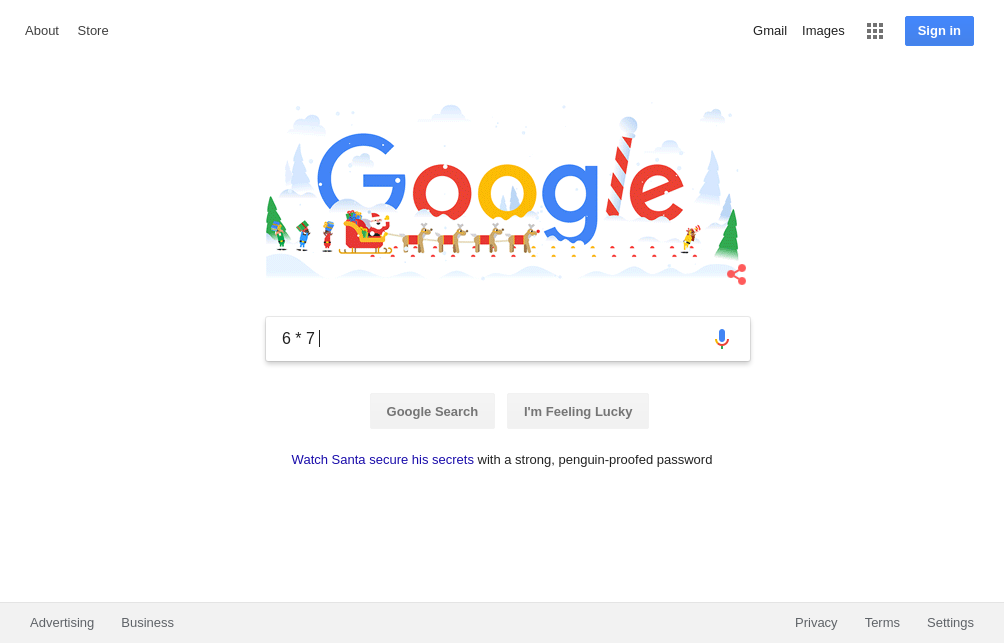 About Store Gmail Images Sign in
Google
6 * 7
Google Search I'm Feeling Lucky
Watch Santa secure his secrets with a strong, penguin-proofed password
Advertising Business Privacy Terms Settings